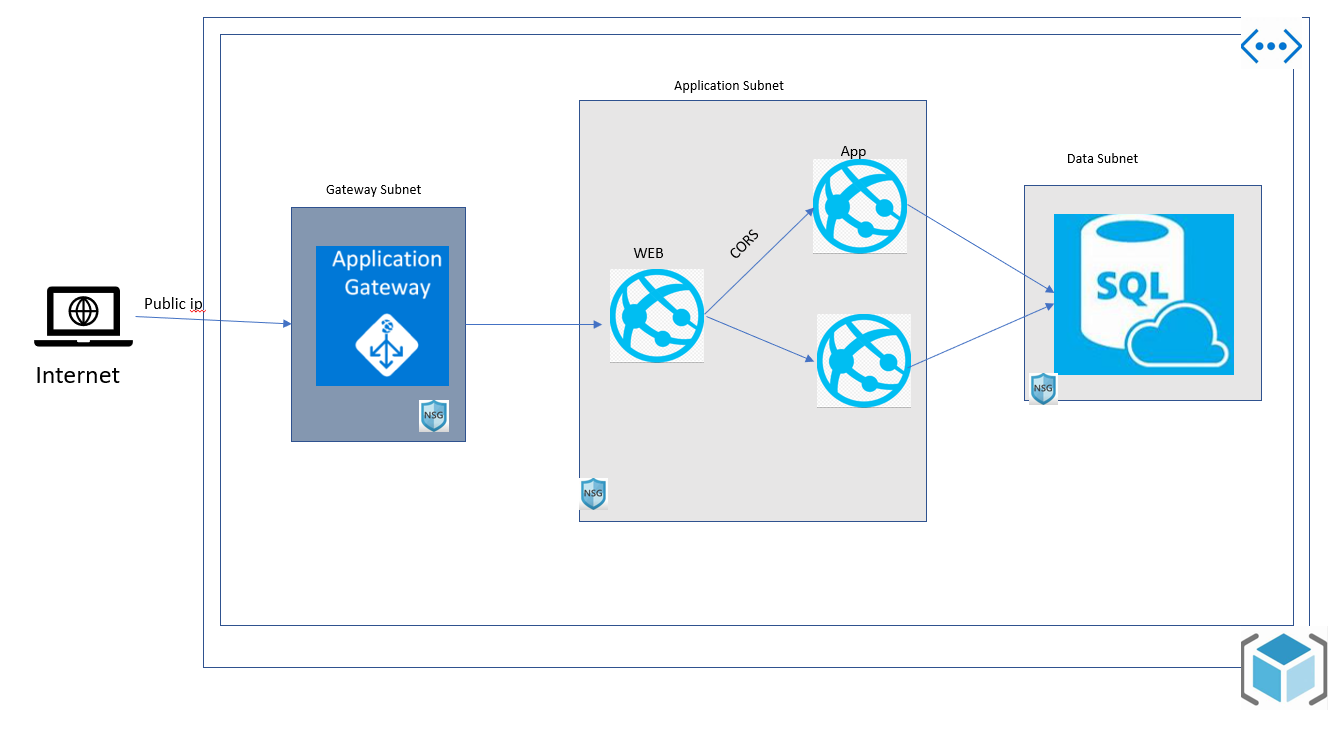 Application Subnet
App
Data Subnet
Gateway Subnet
CORS
WEB
Application
Gateway
SQL
Public ip
Internet
NSG
NSG
NSG